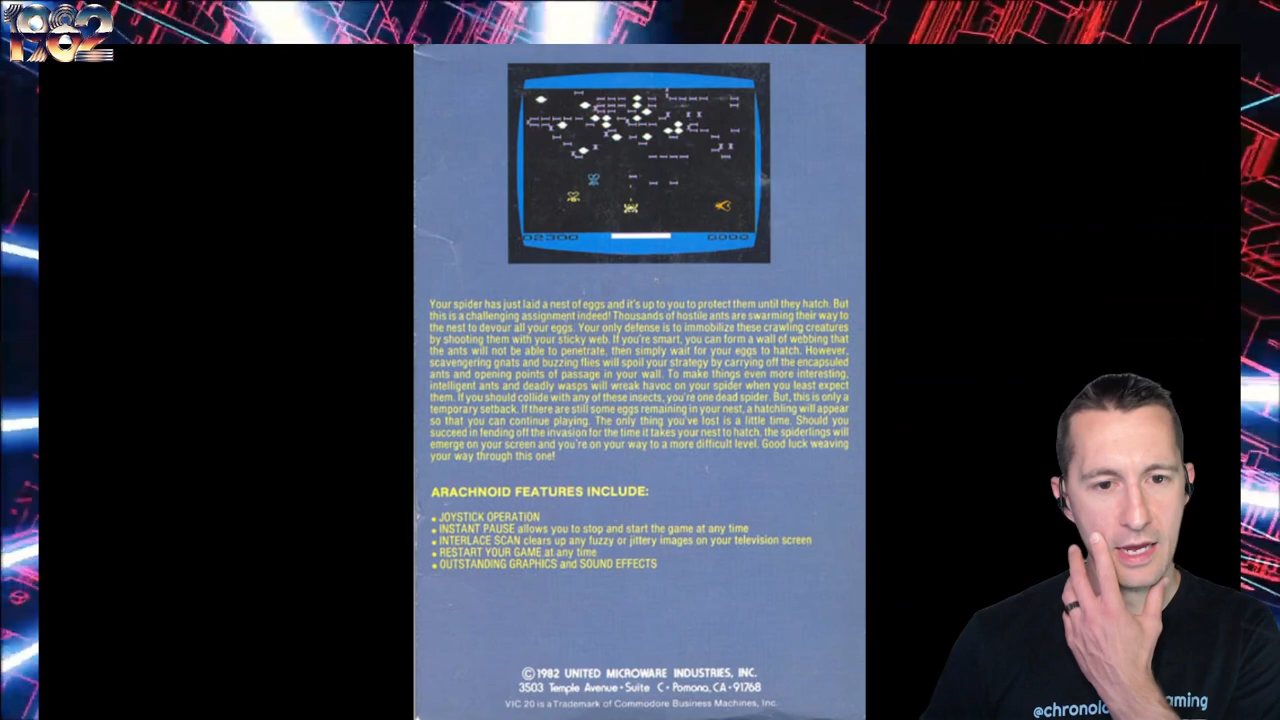 1982
1982
02300 0000
Your spider has just laid a nest of eggs and it's up to you to protect them until they hatch. But
this is a challenging assignment indeed! Thousands of hostile ants are swarming their way to
the nest to devour all your eggs. Your only defense is to immobilize these crawling creatures
by shooting them with your sticky web. If you're smart, you can form a wall of webbing that
the ants will not be able to penetrate, then simply wait for your eggs to hatch. However,
scavengering gnats and buzzing flies will spoil your strategy by carrying off the encapsuled
ants and opening points of passage in your wall. To make things even more interesting,
intelligent ants and deadly wasps will wreak havoc on your spider when you least expect
them. If you should collide with any of these insects, you're one dead spider. But, this is only a
temporary setback. If there are still some eggs remaining in your nest, a hatchling will appear
so that you can continue playing. The only thing you've lost is a little time. Should you
succeed in fending off the invasion for the time it takes your nest to hatch, the spiderlings will
emerge on your screen and you're on your way to a more difficult level. Good luck weaving
your way through this one!
ARACHNOID FEATURES INCLUDE:
• JOYSTICK OPERATION
• INSTANT PAUSE allows you to stop and start the game at any time
• INTERLACE SCAN clears up any fuzzy or jittery images on your television screen
• RESTART YOUR GAME at any time
• OUTSTANDING GRAPHICS and SOUND EFFECTS
©1982 UNITED MICROWARE INDUSTRIES, INC.
3503 Temple Avenue • Suite C • Pomona, CA • 91768
VIC 20 is a Trademark of Commodore Business Machines, Inc.